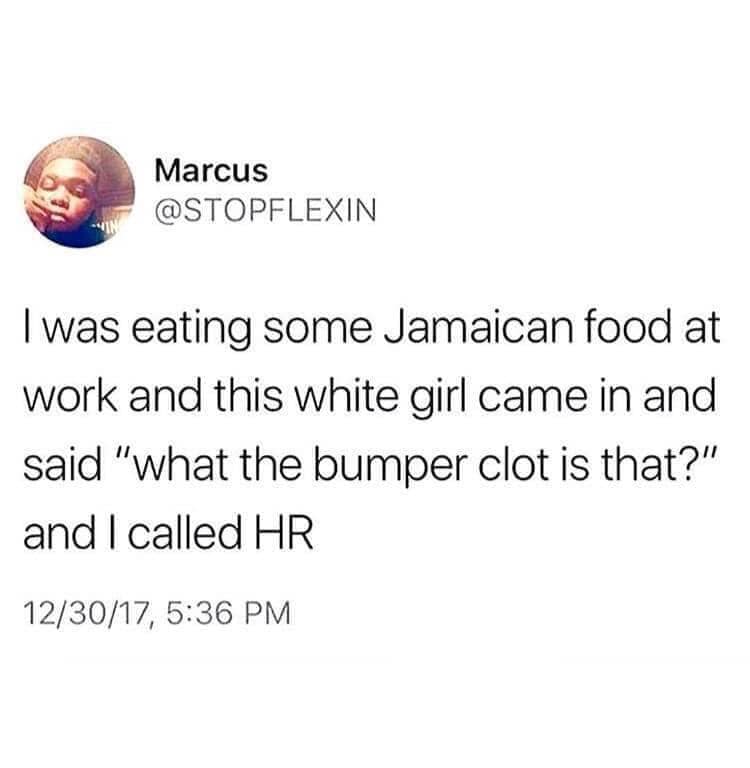 Marcus
@STOPFLEXIN
I was eating some Jamaican food at
work and this white girl came in and
said "what the bumper clot is that?"
and I called HR
12/30/17, 5:36 PM